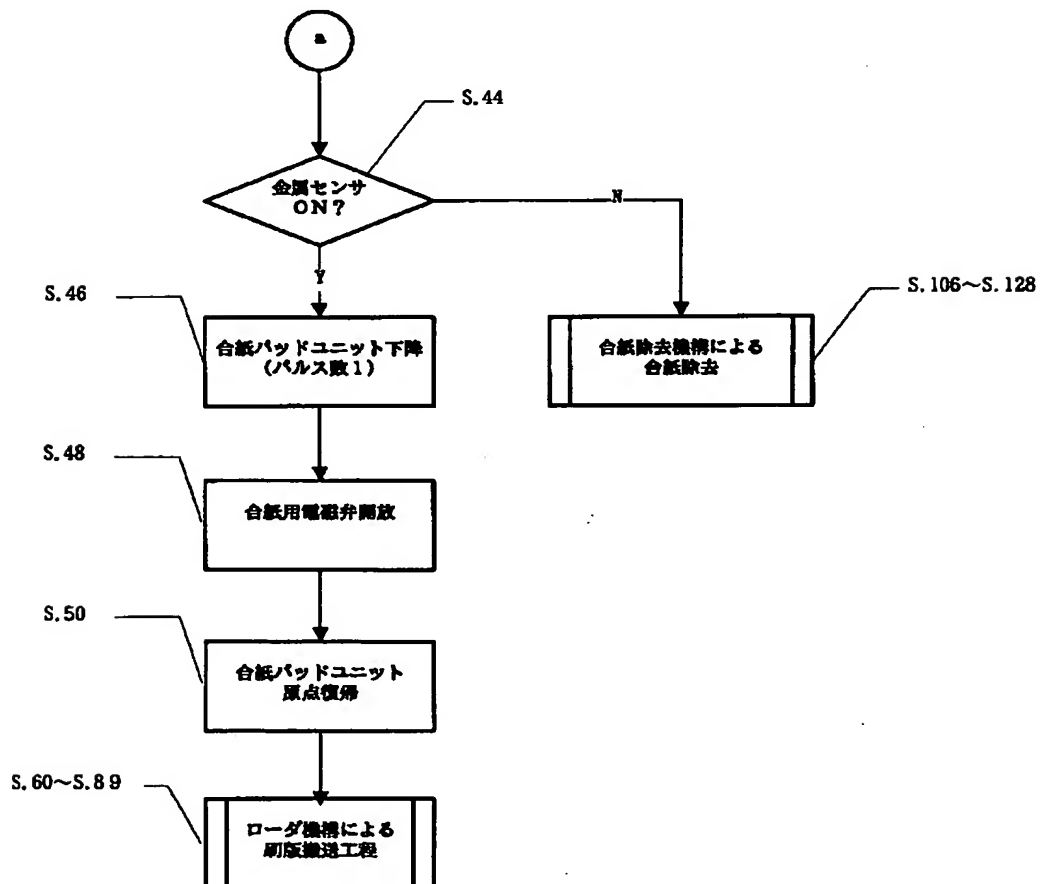 a
S.44
金属センサ
ON?
N
Y
S.46
S.106~S.128
合紙パッドユニット下降
(パルス数1)
合紙除去機構による
合紙除去
S.48
合紙用電磁弁開放
S.50
合紙パッドユニット
原点復帰
S.60~S.89
ローダ機構による
刷版搬送工程